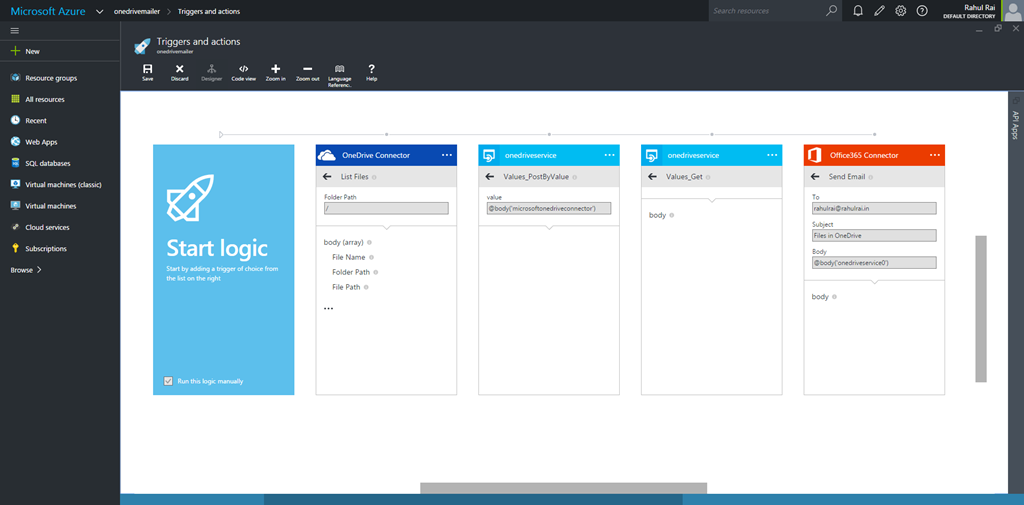 Microsoft Azure
onedrivemailer
Triggers and actions
Search resources
Rahul Rai
DEFAULT DIRECTORY
New
Resource groups
All resources
Recent
Web Apps
SQL databases
Virtual machines (classic)
Virtual machines
Cloud services
Subscriptions
Browse
Triggers and actions
onedrivemailer
Save
Discard
Designer
Code view
Zoom in
Zoom out
Language
Referenc..
Help
API Apps
Start logic
Start by adding a trigger of choice from
the list on the right.
Run this logic manually
OneDrive Connector
List Files
Folder Path
/
body (array)
File Name
Folder Path
File Path
onedriveservice
Values_PostByValue
value
@body('microsoftonedriveconnector')
onedriveservice
Values_Get
body
Office365 Connector
Send Email
To
rahulrai@rahulrai.in
Subject
Files in OneDrive
Body
@body('onedriveservice0')
body